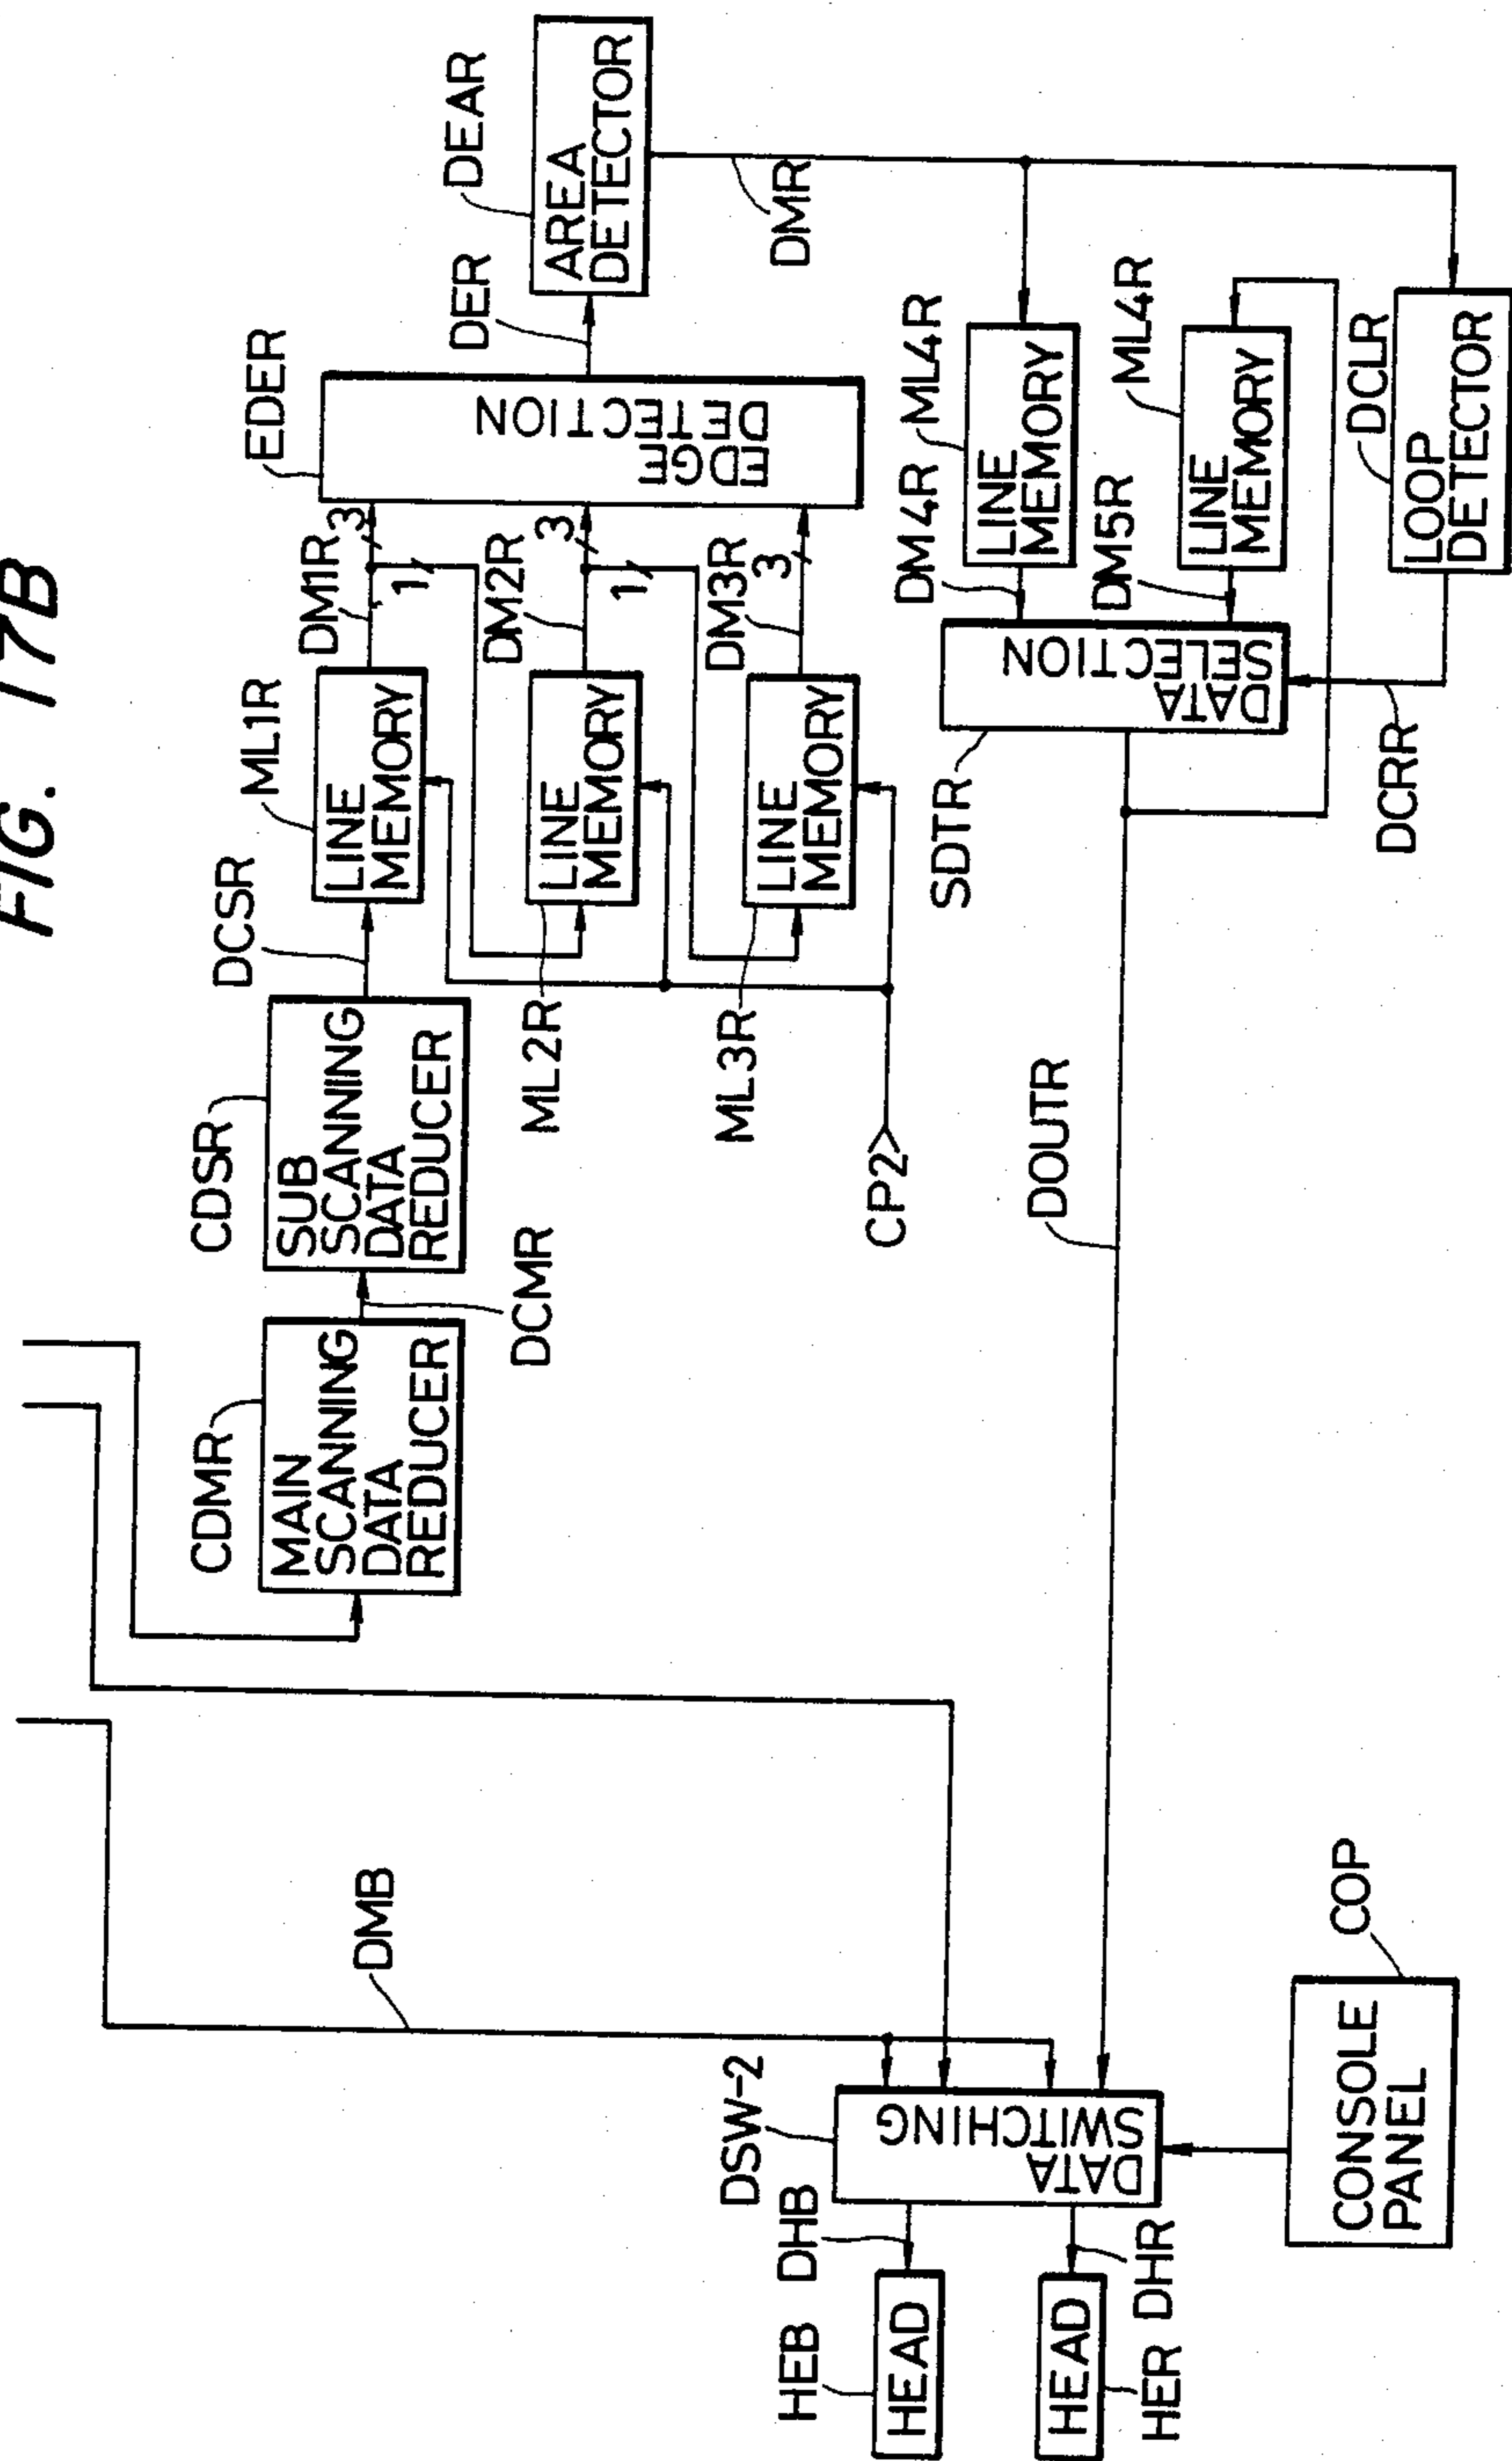 FIG. 17B
CDMR
MAIN
SCANNING
DATA
REDUCER
DCMR
CDSR
SUB
SCANNING
DATA
REDUCER
DCSR
ML1R
LINE
MEMORY
DM1R
3
1
ML2R
LINE
MEMORY
DM2R
3
1
ML3R
LINE
MEMORY
DM3R
3
CP2
EDER
EDGE
DETECTION
DER
DEAR
AREA
DETECTOR
DMR
ML4R
LINE
MEMORY
DM4R
ML4R
LINE
MEMORY
DM5R
DCLR
LOOP
DETECTOR
DCRR
SDTR
DATA
SELECTION
DOUTR
DMB
DSW-2
DATA
SWITCHING
COP
CONSOLE
PANEL
DHB
HEB
HEAD
DHR
HER
HEAD